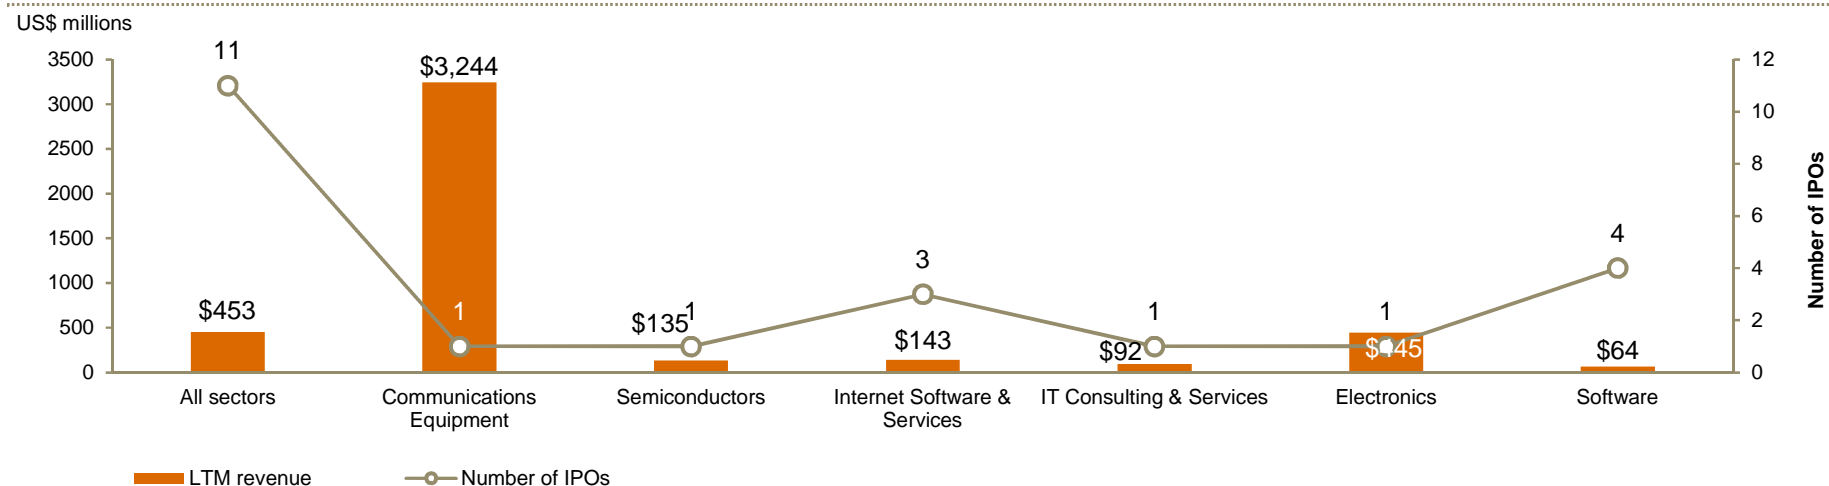 US$ millions
11
3500
$3,244
12
3000
10
2500
8
2000
6
1500
4
3
1000
4
$453
1
$135
1
1
1
500
2
$143
$92
$445
$64
0
0
Number of IPOs
All sectors
Communications
Equipment
Semiconductors
Internet Software &
Services
IT Consulting & Services
Electronics
Software
LTM revenue
Number of IPOs